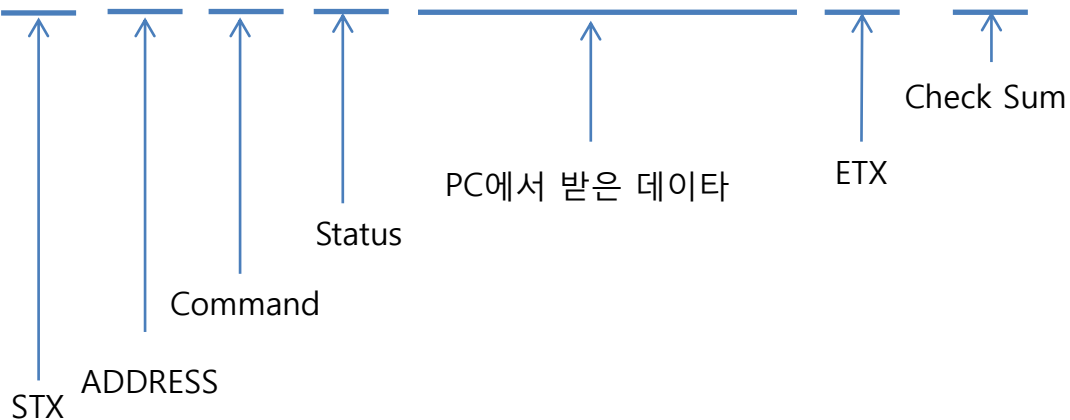 Check Sum
ETX
PC에서 받은 데이타
Status
Command
ADDRESS
STX